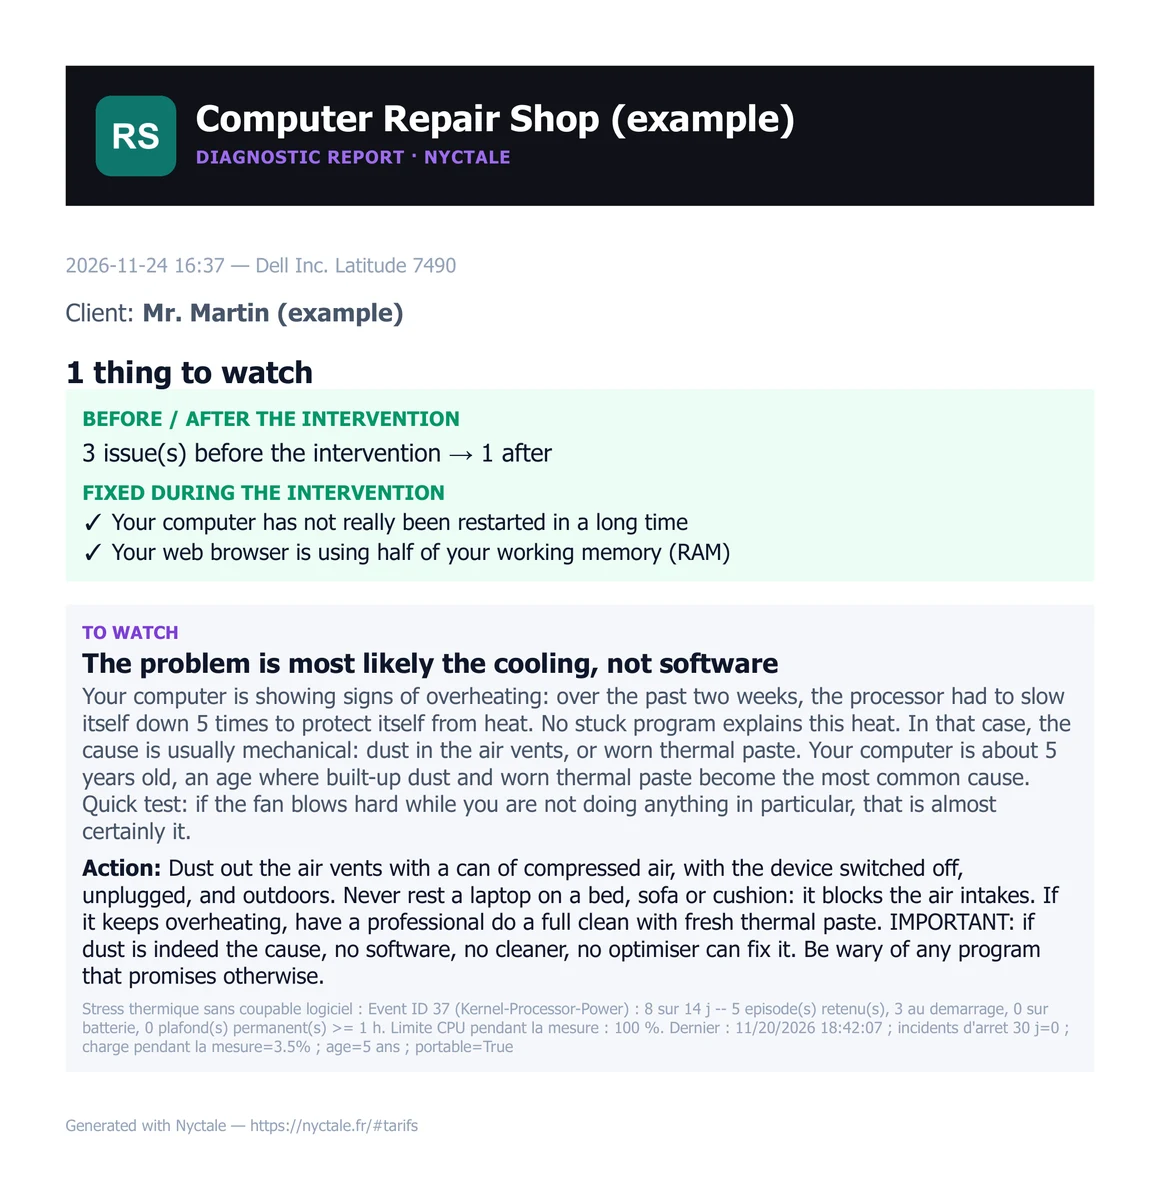 RS
Computer Repair Shop (example)
DIAGNOSTIC REPORT · NYCTALE
2026-11-24 16:37 — Dell Inc. Latitude 7490
Client: Mr. Martin (example)
1 thing to watch
BEFORE / AFTER THE INTERVENTION
3 issue(s) before the intervention → 1 after
FIXED DURING THE INTERVENTION
✓ Your computer has not really been restarted in a long time
✓ Your web browser is using half of your working memory (RAM)
TO WATCH
The problem is most likely the cooling, not software
Your computer is showing signs of overheating: over the past two weeks, the processor had to slow
itself down 5 times to protect itself from heat. No stuck program explains this heat. In that case, the
cause is usually mechanical: dust in the air vents, or worn thermal paste. Your computer is about 5
years old, an age where built-up dust and worn thermal paste become the most common cause.
Quick test: if the fan blows hard while you are not doing anything in particular, that is almost
certainly it.
Action: Dust out the air vents with a can of compressed air, with the device switched off,
unplugged, and outdoors. Never rest a laptop on a bed, sofa or cushion: it blocks the air intakes. If
it keeps overheating, have a professional do a full clean with fresh thermal paste. IMPORTANT: if
dust is indeed the cause, no software, no cleaner, no optimiser can fix it. Be wary of any program
that promises otherwise.
Stress thermique sans coupable logiciel : Event ID 37 (Kernel-Processor-Power) : 8 sur 14 j -- 5 episode(s) retenu(s), 3 au demarrage, 0 sur
batterie, 0 plafond(s) permanent(s) >= 1 h. Limite CPU pendant la mesure : 100 %. Dernier : 11/20/2026 18:42:07 ; incidents d'arret 30 j=0 ;
charge pendant la mesure=3.5% ; age=5 ans ; portable=True
Generated with Nyctale — https://nyctale.fr/#tarifs